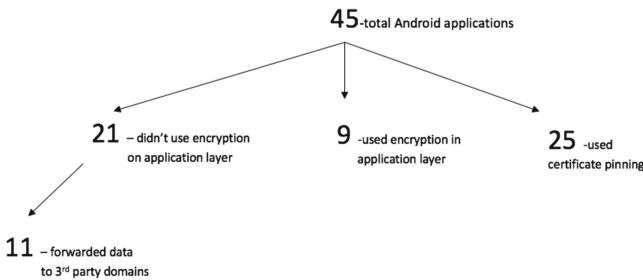 45-total Android applications
21 – didn't use encryption
on application layer
9 -used encryption in
application layer
25 -used
certificate pinning
11 – forwarded data
to 3rd party domains